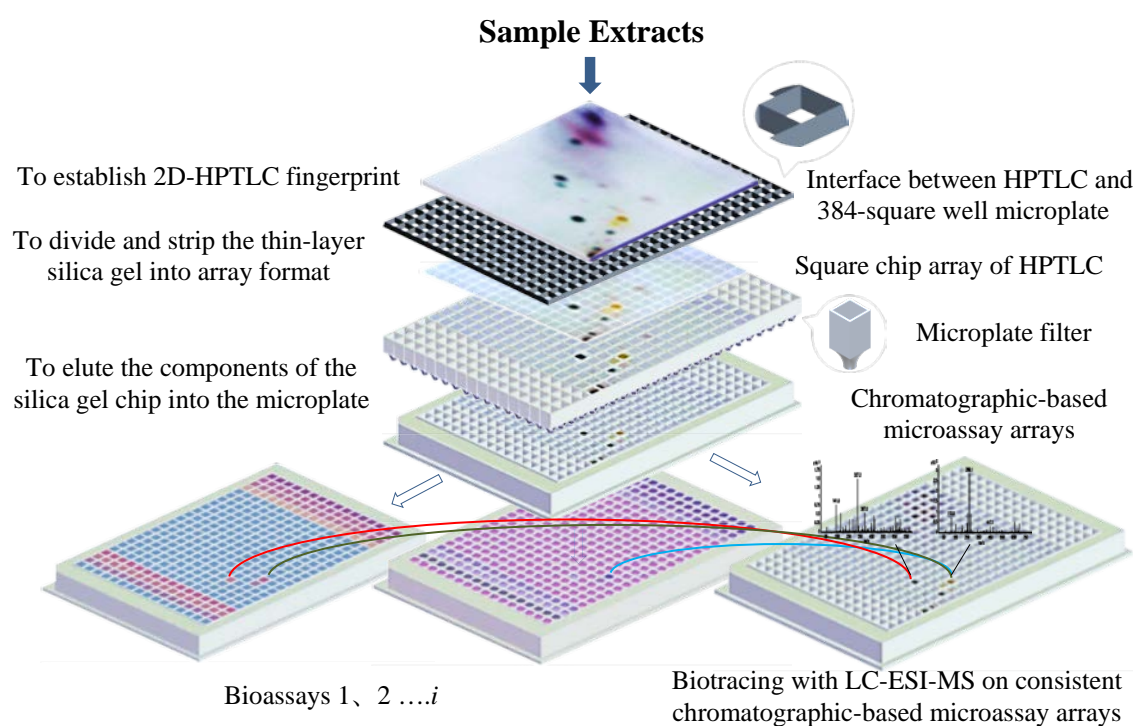 Sample Extracts
To establish 2D-HPTLC fingerprint
Interface between HPTLC and
384-square well microplate
To divide and strip the thin-layer
silica gel into array format
Square chip array of HPTLC
Microplate filter
To elute the components of the
silica gel chip into the microplate
Chromatographic-based
microassay arrays
Bioassays 1、2 ….i
Biotracing with LC-ESI-MS on consistent
chromatographic-based microassay arrays